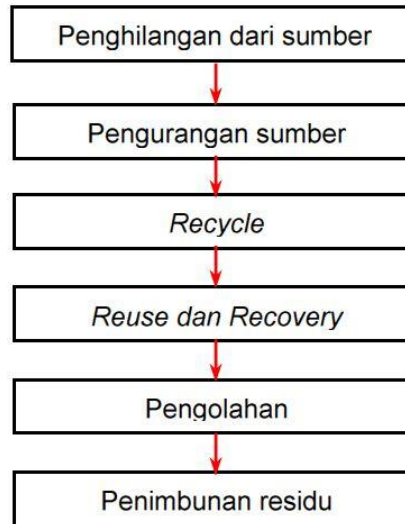 Penghilangan dari sumber
Pengurangan sumber
Recycle
Reuse dan Recovery
Pengolahan
Penimbunan residu